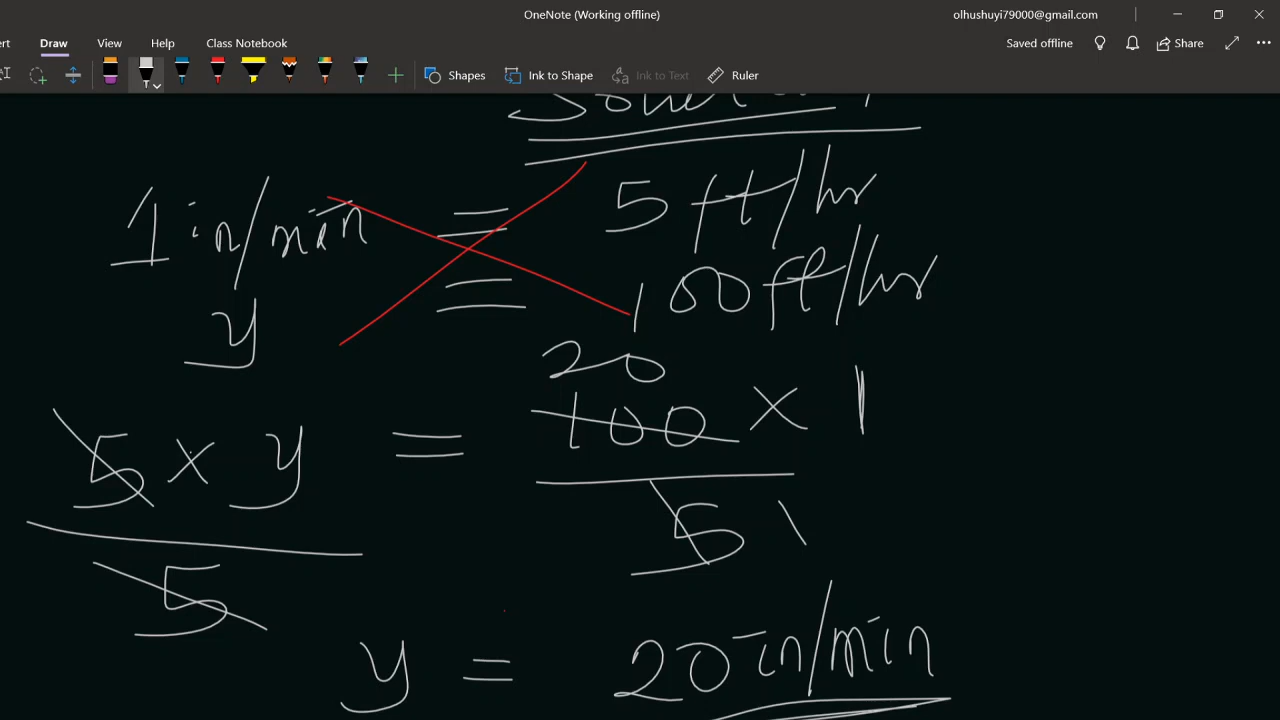 OneNote (Working offline) olhushuyi79000@gmail.com
ert Draw View Help Class Notebook Saved offline Share
Shapes Ink to Shape Ink to Text Ruler
1 in/min = 5 ft/hr
y = 100 ft/hr
20
5 × y = 100 × 1
5 5
y = 20 in/min